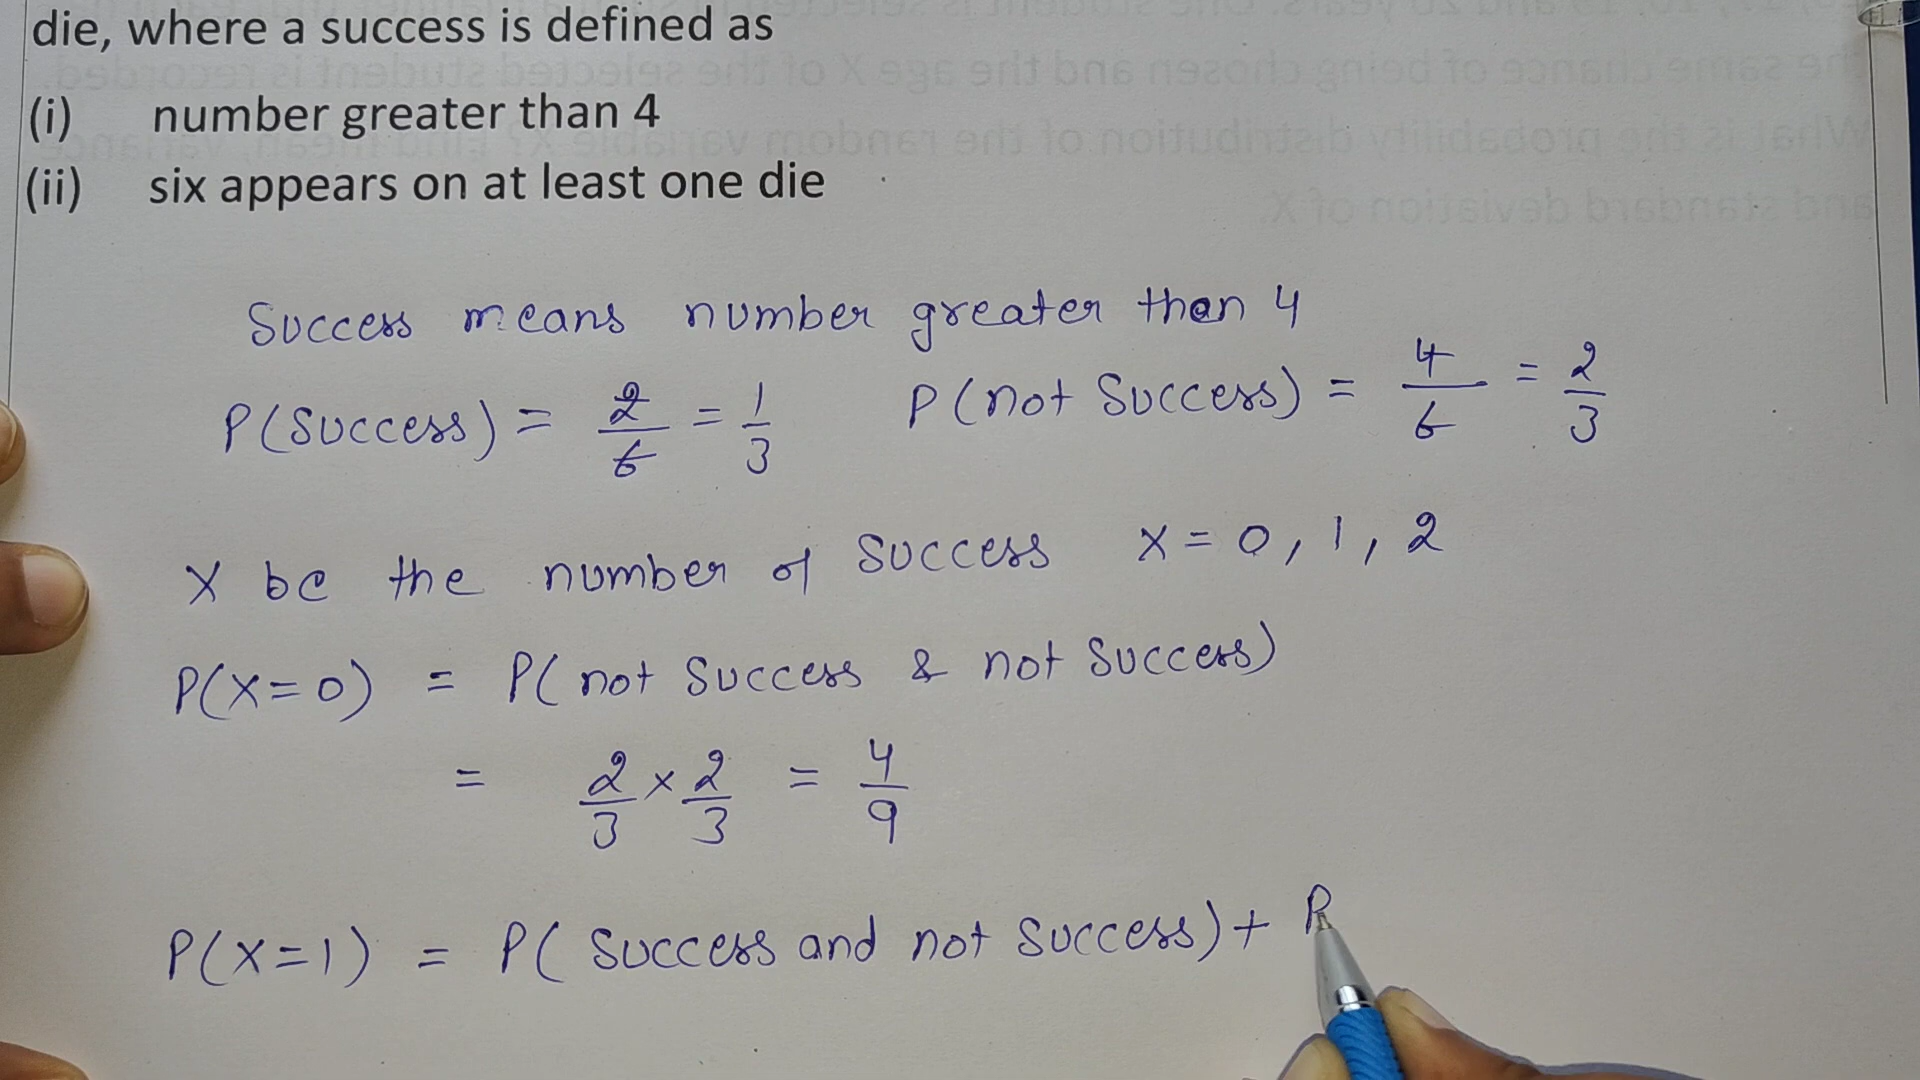 die, where a success is defined as
(i) number greater than 4
(ii) six appears on at least one die
Success means number greater than 4
P(Success) = 2/6 = 1/3 P(not Success) = 4/6 = 2/3
X be the number of success X = 0, 1, 2
P(X=0) = P(not Success & not Success)
= 2/3 × 2/3 = 4/9
P(X=1) = P( Success and not Success) + P